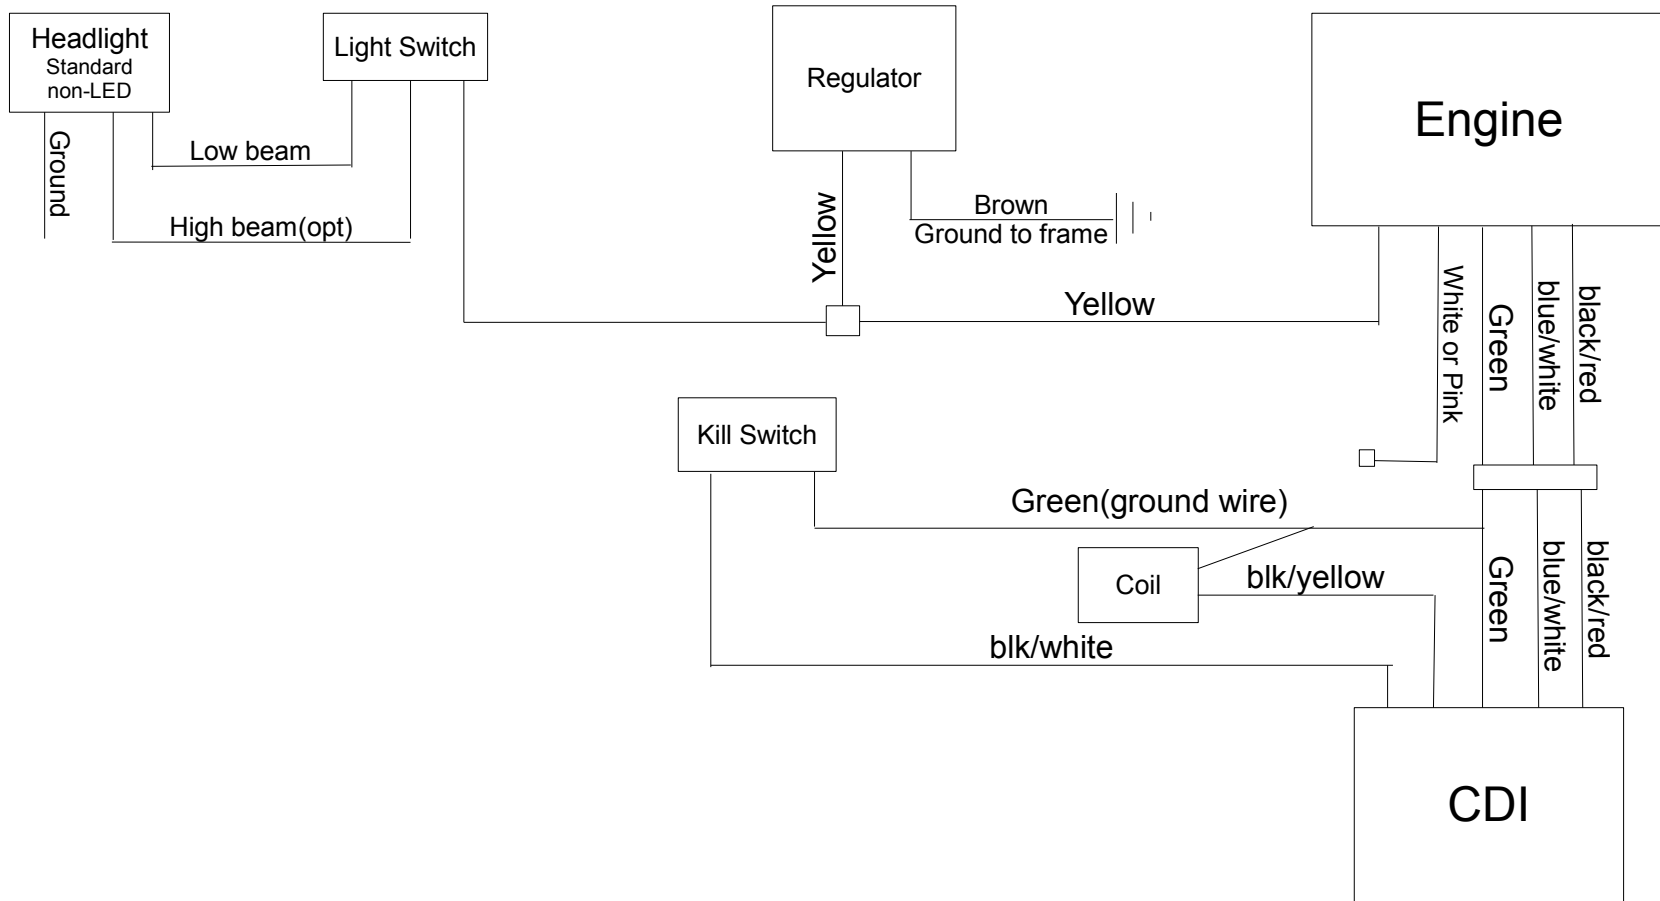 Headlight
Standard
non-LED
Light Switch
Regulator
Engine
Ground
Low beam
High beam(opt)
Yellow
Brown
Ground to frame
Yellow
White or Pink
Green
blue/white
black/red
Kill Switch
Green(ground wire)
Coil
blk/yellow
blk/white
Green
blue/white
black/red
CDI